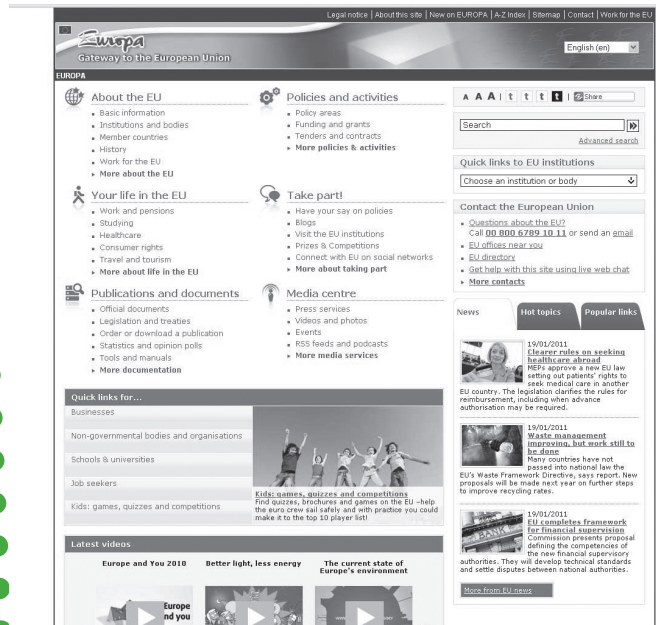 Legal notice | About this site | New on EUROPA | A-Z Index | Sitemap | Contact | Work for the EU
Europa
Gateway to the European Union
English (en)
EUROPA
About the EU
Basic information
Institutions and bodies
Member countries
History
Work for the EU
More about the EU
Policies and activities
Policy areas
Funding and grants
Tenders and contracts
More policies & activities
Your life in the EU
Work and pensions
Studying
Healthcare
Consumer rights
Travel and tourism
More about life in the EU
Take part!
Have your say on policies
Blogs
Visit the EU institutions
Prizes & Competitions
Connect with EU on social networks
More about taking part
Publications and documents
Official documents
Legislation and treaties
Order or download a publication
Statistics and opinion polls
Tools and manuals
More documentation
Media centre
Press services
Videos and photos
Events
RSS feeds and podcasts
More media services
Quick links for...
Businesses
Non-governmental bodies and organisations
Schools & universities
Job seekers
Kids: games, quizzes and competitions
Kids: games, quizzes and competitions
Find quizzes, brochures and games on the EU -help
the euro crew sail safely and with practice you could
make it to the top 10 player list!
Latest videos
Europe and You 2010
Better light, less energy
The current state of
Europe's environment
Europe
nd you
A A A | t t t t | Share
Search
Advanced search
Quick links to EU institutions
Choose an institution or body
Contact the European Union
Questions about the EU?
Call 00 800 6789 10 11 or send an email
EU offices near you
EU directory
Get help with this site using live web chat
More contacts
News
Hot topics
Popular links
19/01/2011
Clearer rules on seeking
healthcare abroad
MEPs approve a new EU law
setting out patients' rights to
seek medical care in another
EU country. The legislation clarifies the rules for
reimbursement, including when advance
authorisation may be required.
19/01/2011
Waste management
improving, but work still to
be done
Many countries have not
passed into national law the
EU's Waste Framework Directive, says report. New
proposals will be made next year on further steps
to improve recycling rates.
19/01/2011
EU completes framework
for financial supervision
Commission presents proposal
defining the competencies of
the new financial supervisory
authorities. They will develop technical standards
and settle disputes between national authorities.
BANK
More from EU news